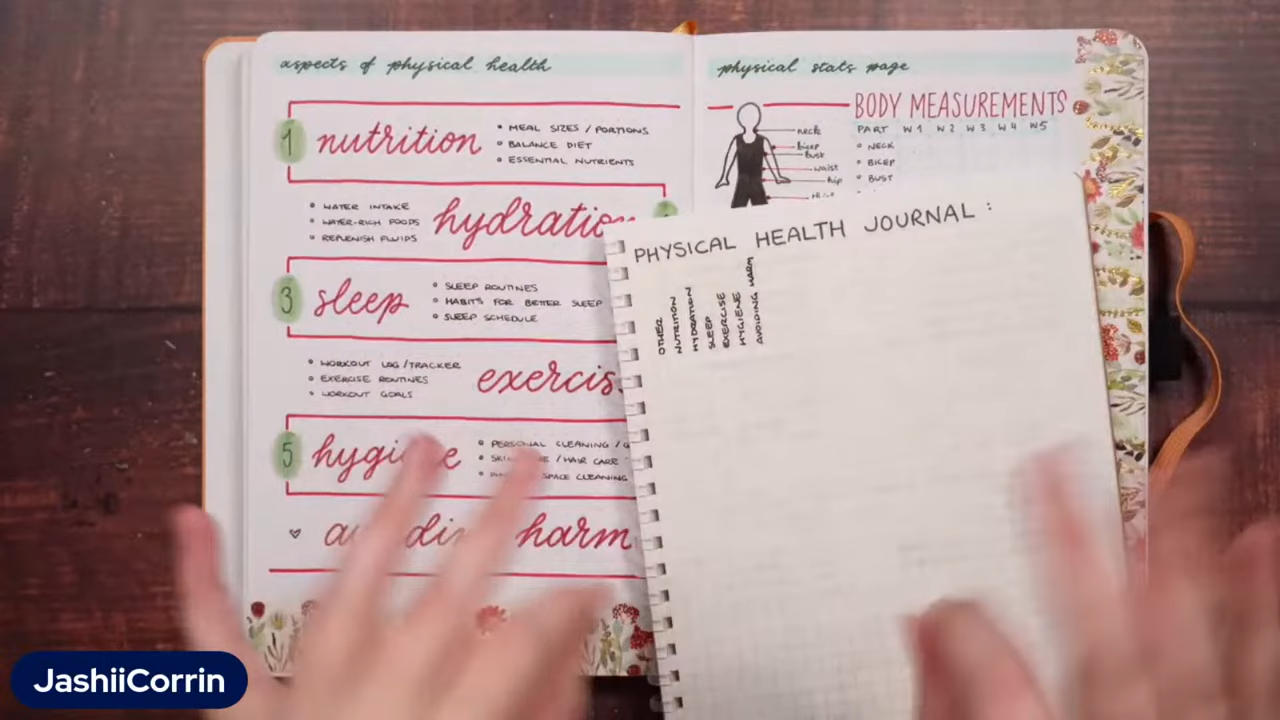 aspects of physical health
1 nutrition
• MEAL SIZES / PORTIONS
• BALANCE DIET
• ESSENTIAL NUTRIENTS
• WATER INTAKE
• WATER-RICH FOODS
• REPLENISH FLUIDS
3 sleep
• SLEEP ROUTINES
• HABITS FOR BETTER SLEEP
• SLEEP SCHEDULE
• WORKOUT LOG/TRACKER
• EXERCISE ROUTINES
• WORKOUT GOALS
5 hygiene
• PERSONAL CLEANING /
SPACE CLEANING
harm
physical stats page
BODY MEASUREMENTS
neck
bicep
bust
waist
hip
PART W1 W2 W3 W4 W5
• NECK
• BICEP
• BUST
PHYSICAL HEALTH JOURNAL :
OTHER
NUTRITION
HYDRATION
SLEEP
EXERCISE
HYGIENE
AVOIDING HARM
JashiiCorrin